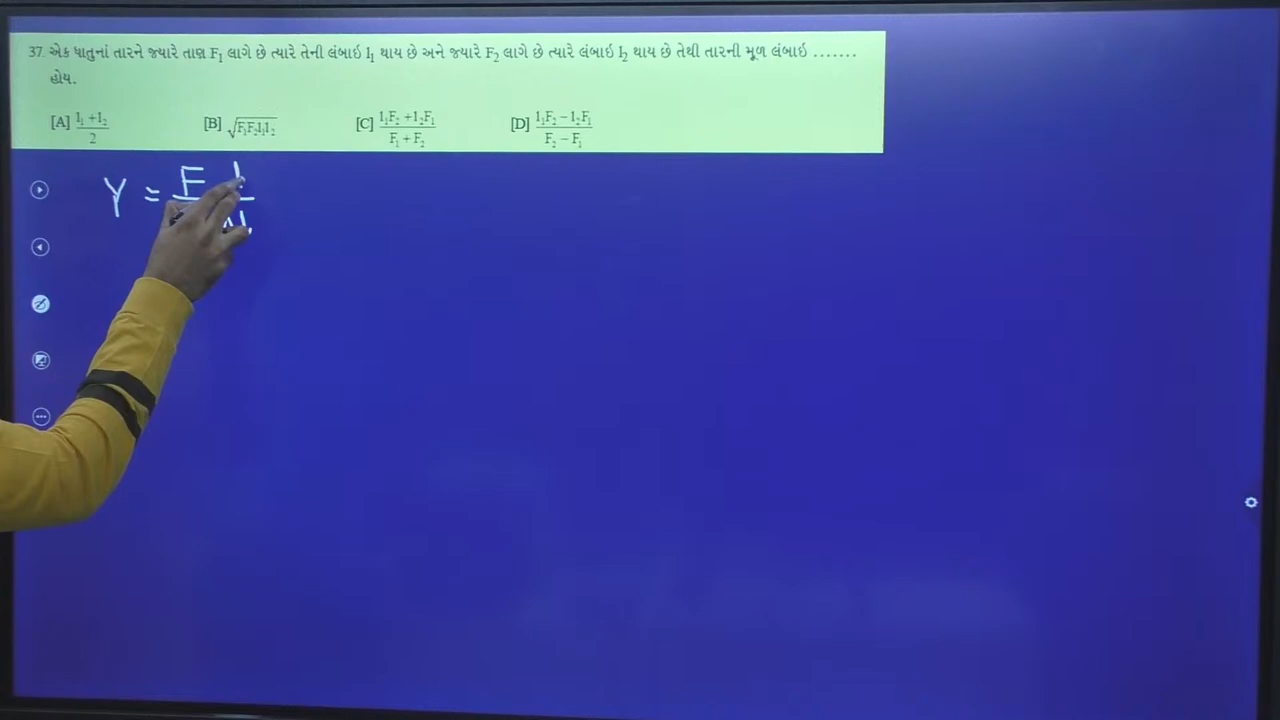 37. એક ધાતુનાં તારને જ્યારે તાણ F₁ લાગે છે ત્યારે તેની લંબાઇ l₁ થાય છે અને જયારે F₂ લાગે છે ત્યારે લંબાઇ l₂ થાય છે તેથી તારની મૂળ લંબાઇ .......
હોય.
[A] (l₁ + l₂)/2 [B] √(F₁F₂l₁l₂) [C] (l₁F₂ + l₂F₁)/(F₁ + F₂) [D] (l₁F₂ − l₂F₁)/(F₂ − F₁)
Y = F